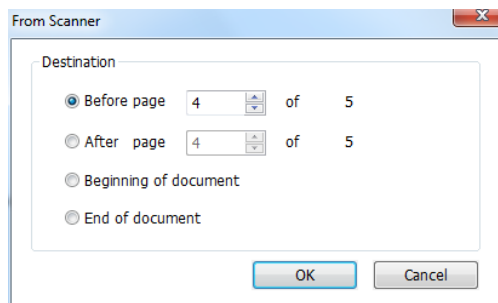 From Scanner
Destination
Before page 4 of 5
After page 4 of 5
Beginning of document
End of document
OK Cancel